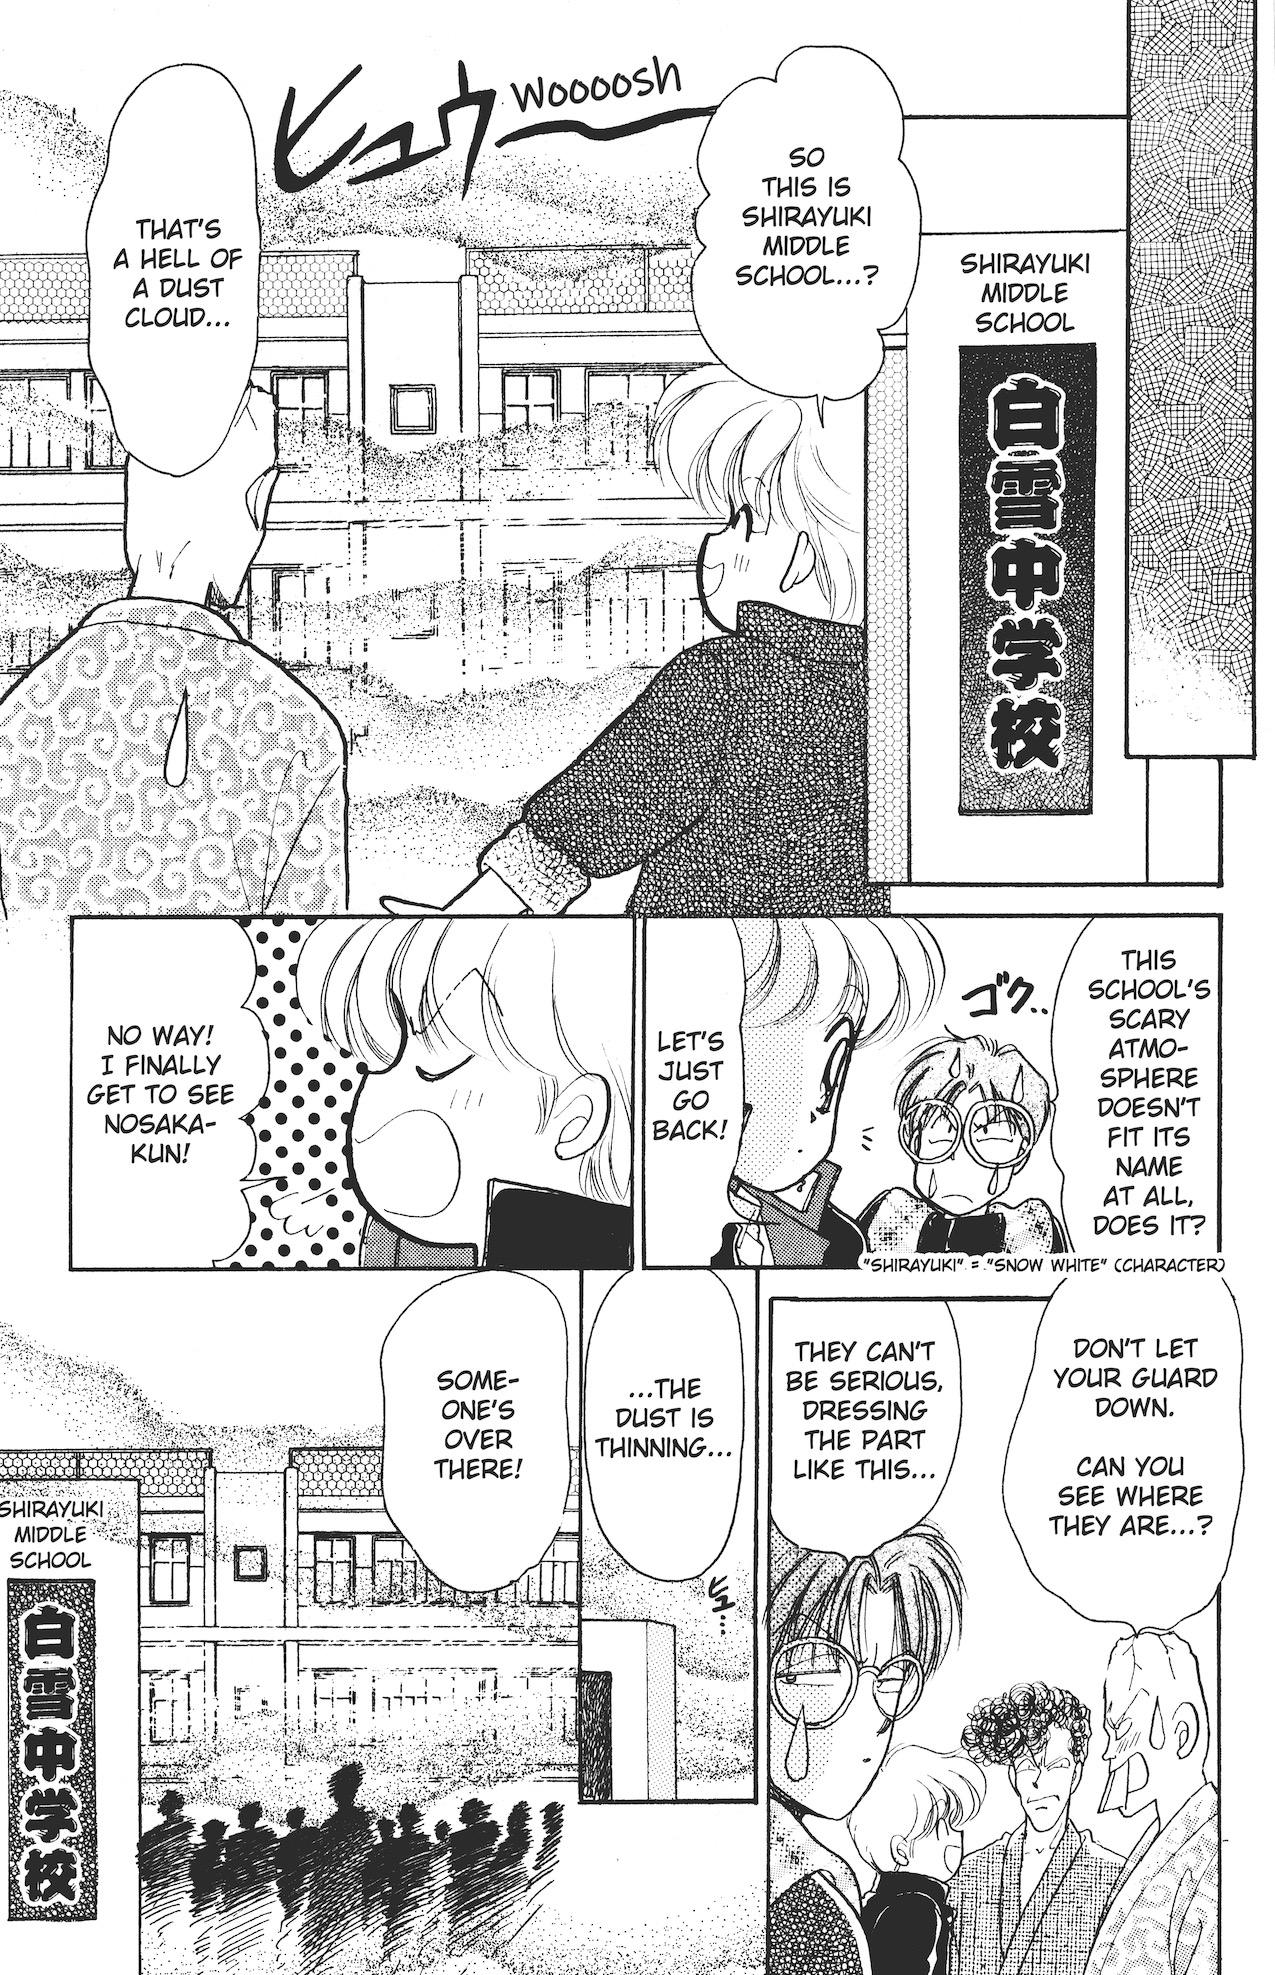 ヒュウー
Woooosh
SO
THIS IS
SHIRAYUKI
MIDDLE
SCHOOL...?
SHIRAYUKI
MIDDLE
SCHOOL
白雪中学校
THAT'S
A HELL OF
A DUST
CLOUD...
THIS
SCHOOL'S
SCARY
ATMO-
SPHERE
DOESN'T
FIT ITS
NAME
AT ALL,
DOES IT?
ゴク..
LET'S
JUST
GO
BACK!
"SHIRAYUKI" = "SNOW WHITE" (CHARACTER)
NO WAY!
I FINALLY
GET TO SEE
NOSAKA-
KUN!
DON'T LET
YOUR GUARD
DOWN.
CAN YOU
SEE WHERE
THEY ARE...?
THEY CAN'T
BE SERIOUS,
DRESSING
THE PART
LIKE THIS...
...THE
DUST IS
THINNING...
ヒュ...
SOME-
ONE'S
OVER
THERE!
SHIRAYUKI
MIDDLE
SCHOOL
白雪中学校